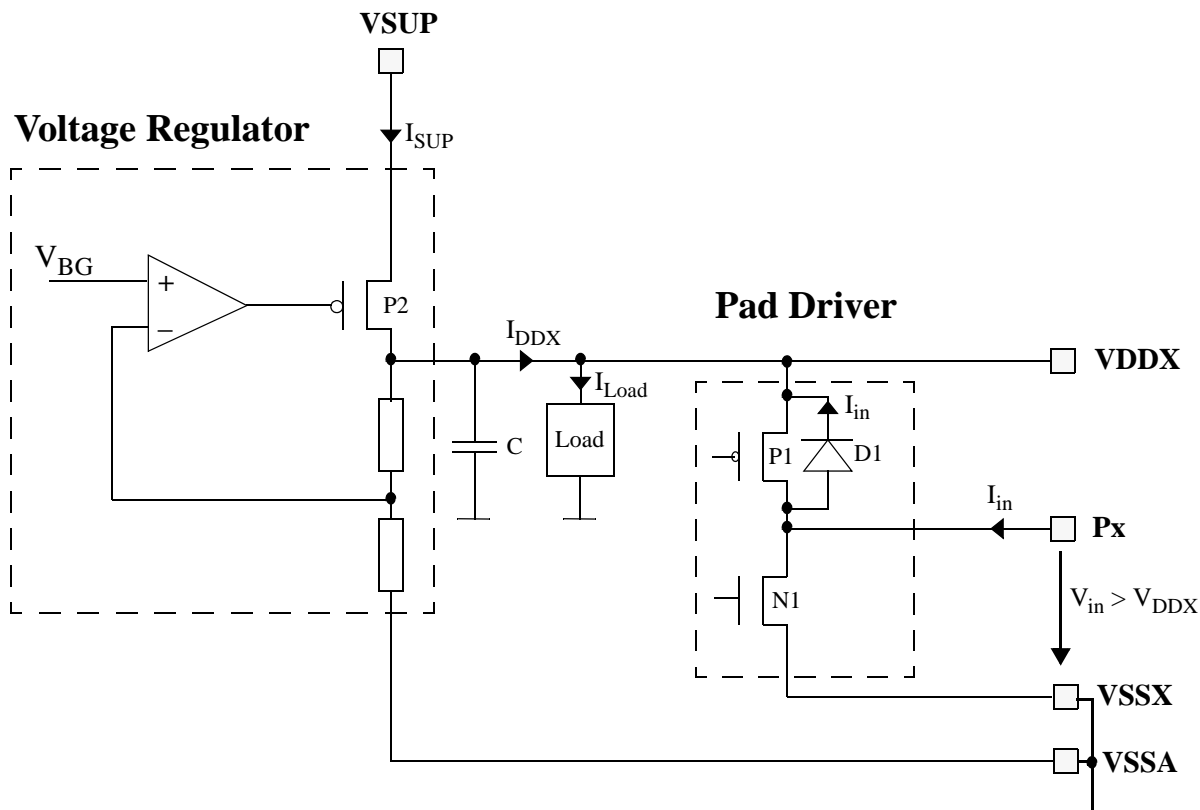 VSUP
Voltage Regulator
I_SUP
V_BG
+
−
P2
Pad Driver
I_DDX
VDDX
I_Load
I_in
Load
C
P1
D1
I_in
Px
N1
V_in > V_DDX
VSSX
VSSA